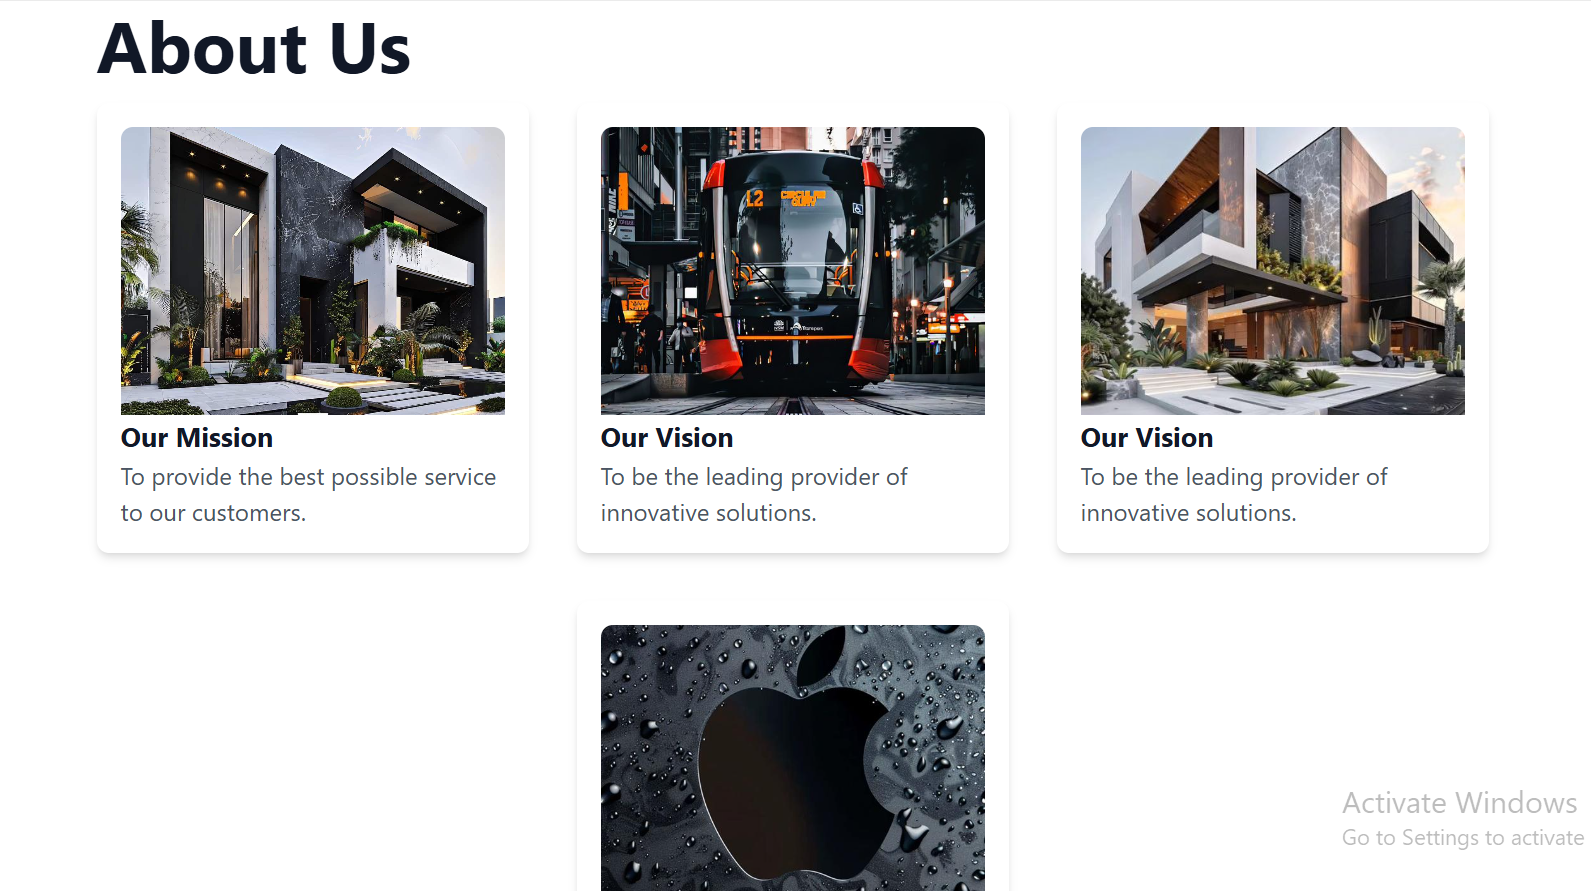 About Us
L2 CIRCULAR
QUAY
Our Mission
To provide the best possible service
to our customers.
Our Vision
To be the leading provider of
innovative solutions.
Our Vision
To be the leading provider of
innovative solutions.
Activate Windows
Go to Settings to activate